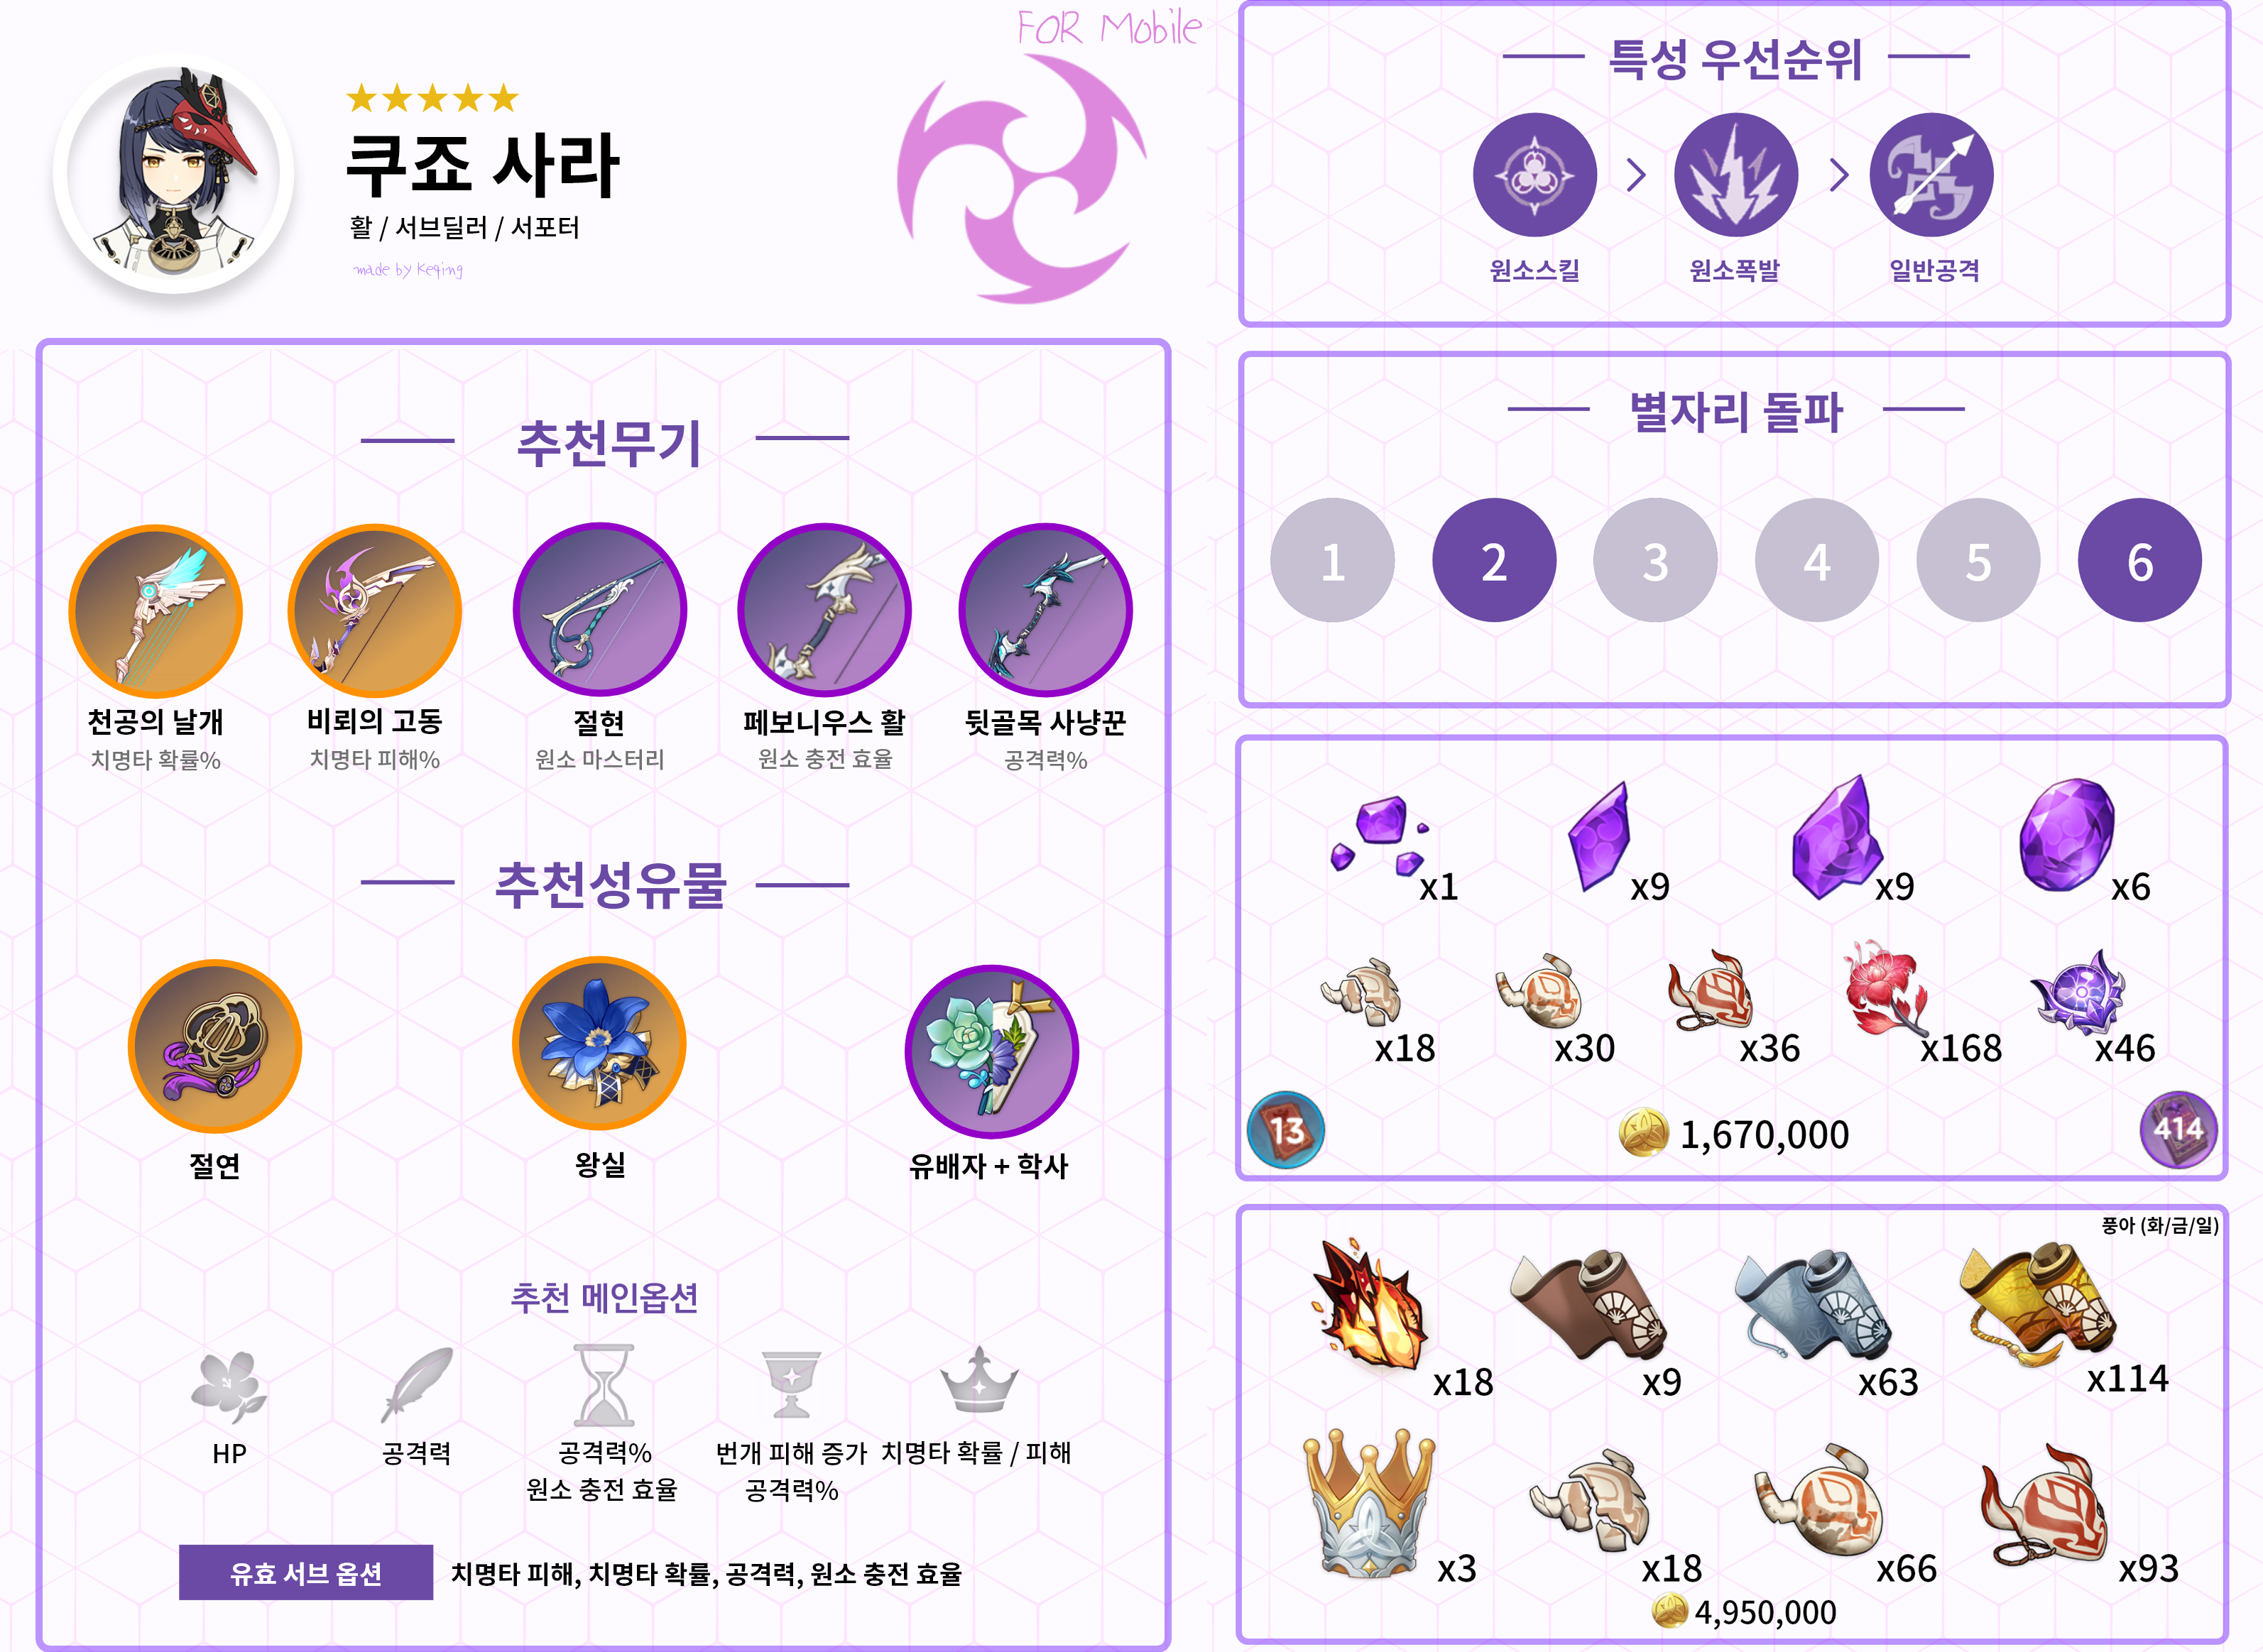 FOR Mobile
쿠죠 사라
활 / 서브딜러 / 서포터
made by Keqing
추천무기
천공의 날개
치명타 확률%
비뢰의 고동
치명타 피해%
절현
원소 마스터리
페보니우스 활
원소 충전 효율
뒷골목 사냥꾼
공격력%
추천성유물
절연
왕실
유배자 + 학사
추천 메인옵션
HP
공격력
공격력%
원소 충전 효율
번개 피해 증가
공격력%
치명타 확률 / 피해
유효 서브 옵션
치명타 피해, 치명타 확률, 공격력, 원소 충전 효율
특성 우선순위
원소스킬
원소폭발
일반공격
별자리 돌파
1 2 3 4 5 6
x1 x9 x9 x6
x18 x30 x36 x168 x46
13 1,670,000 414
풍아 (화/금/일)
x18 x9 x63 x114
x3 x18 x66 x93
4,950,000